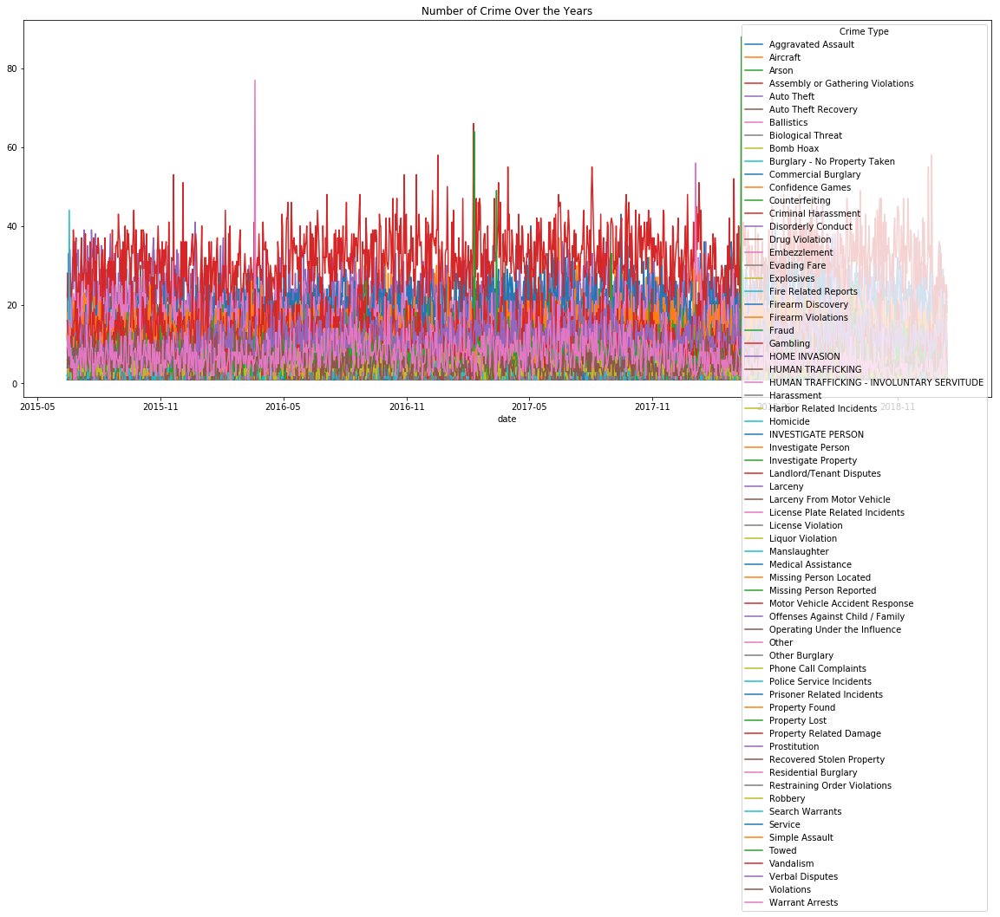 Number of Crime Over the Years
80
60
40
20
0
2015-05
2015-11
2016-05
2016-11
2017-05
2017-11
2018-11
date
Crime Type
Aggravated Assault
Aircraft
Arson
Assembly or Gathering Violations
Auto Theft
Auto Theft Recovery
Ballistics
Biological Threat
Bomb Hoax
Burglary - No Property Taken
Commercial Burglary
Confidence Games
Counterfeiting
Criminal Harassment
Disorderly Conduct
Drug Violation
Embezzlement
Evading Fare
Explosives
Fire Related Reports
Firearm Discovery
Firearm Violations
Fraud
Gambling
HOME INVASION
HUMAN TRAFFICKING
HUMAN TRAFFICKING - INVOLUNTARY SERVITUDE
Harassment
Harbor Related Incidents
Homicide
INVESTIGATE PERSON
Investigate Person
Investigate Property
Landlord/Tenant Disputes
Larceny
Larceny From Motor Vehicle
License Plate Related Incidents
License Violation
Liquor Violation
Manslaughter
Medical Assistance
Missing Person Located
Missing Person Reported
Motor Vehicle Accident Response
Offenses Against Child / Family
Operating Under the Influence
Other
Other Burglary
Phone Call Complaints
Police Service Incidents
Prisoner Related Incidents
Property Found
Property Lost
Property Related Damage
Prostitution
Recovered Stolen Property
Residential Burglary
Restraining Order Violations
Robbery
Search Warrants
Service
Simple Assault
Towed
Vandalism
Verbal Disputes
Violations
Warrant Arrests